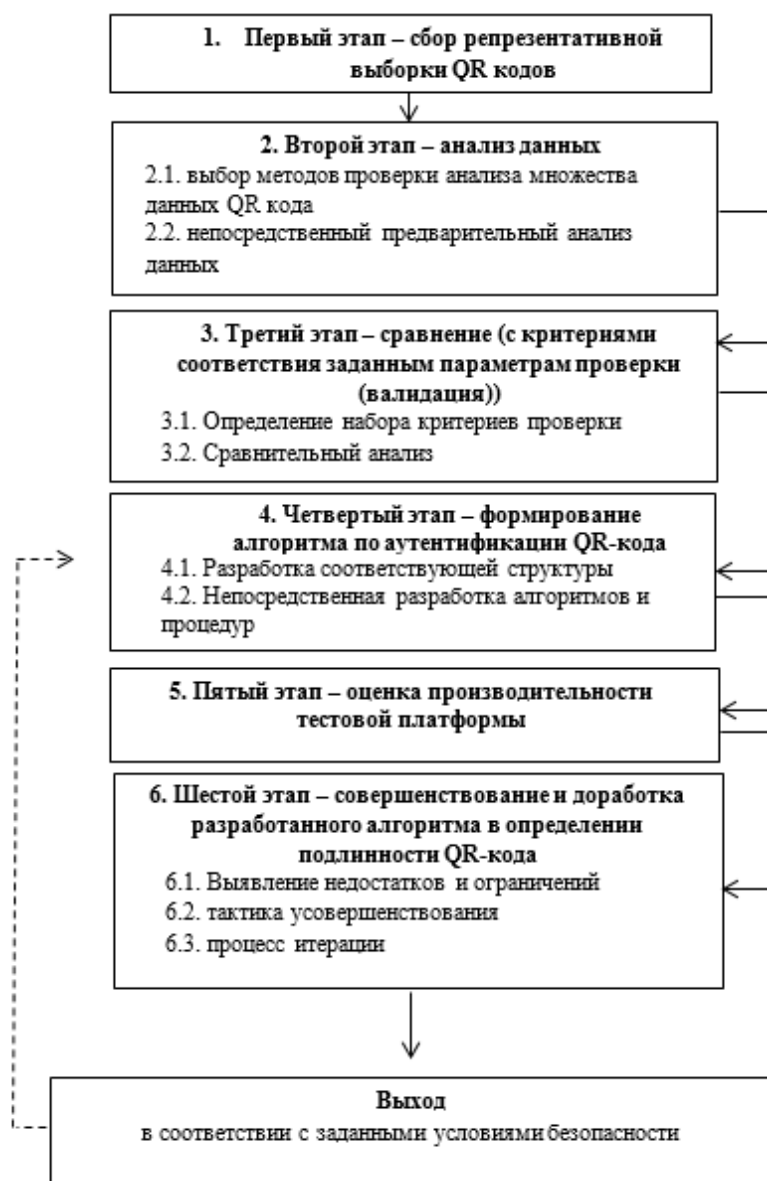 1. Первый этап – сбор репрезентативной
выборки QR кодов
2. Второй этап – анализ данных
2.1. выбор методов проверки анализа множества
данных QR кода
2.2. непосредственный предварительный анализ
данных
3. Третий этап – сравнение (с критериями
соответствия заданным параметрам проверки
(валидация))
3.1. Определение набора критериев проверки
3.2. Сравнительный анализ
4. Четвертый этап – формирование
алгоритма по аутентификации QR-кода
4.1. Разработка соответствующей структуры
4.2. Непосредственная разработка алгоритмов и
процедур
5. Пятый этап – оценка производительности
тестовой платформы
6. Шестой этап – совершенствование и доработка
разработанного алгоритма в определении
подлинности QR-кода
6.1. Выявление недостатков и ограничений
6.2. тактика усовершенствования
6.3. процесс итерации
Выход
в соответствии с заданными условиями безопасности